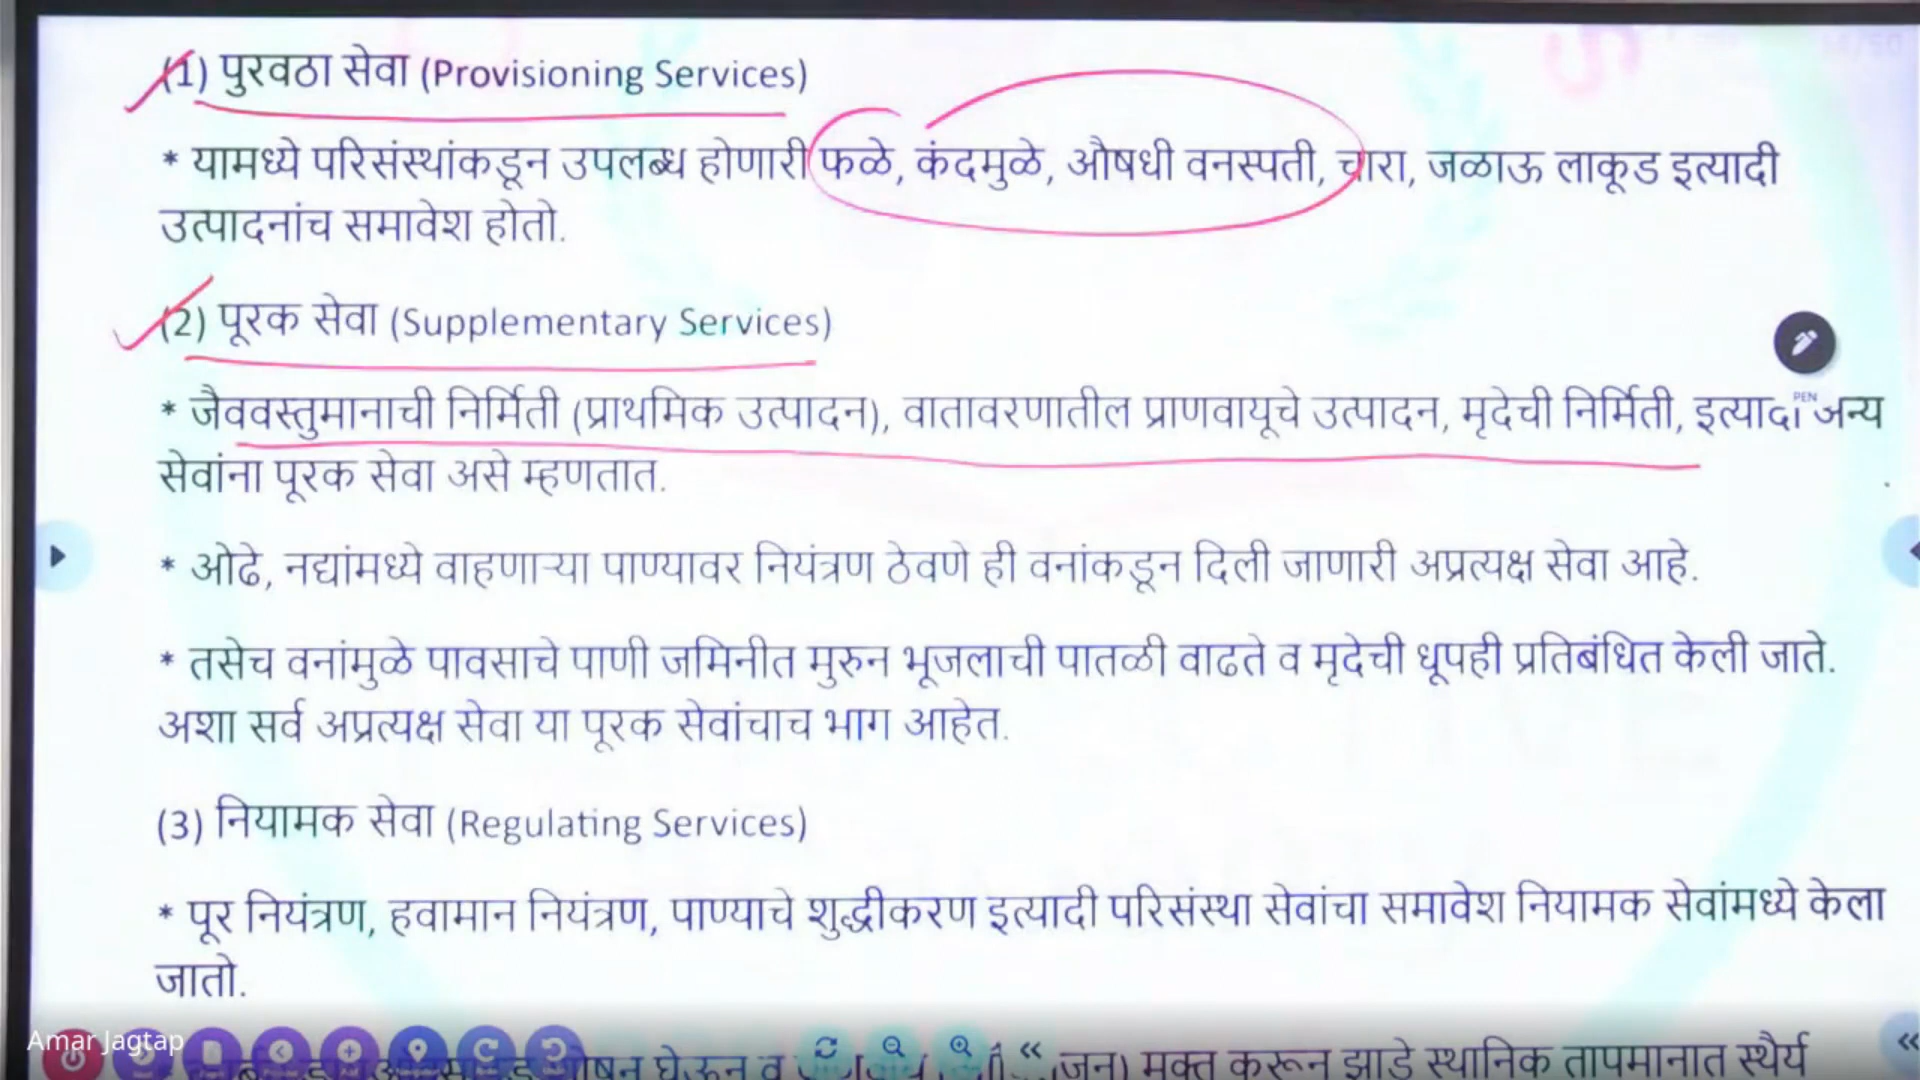 (1) पुरवठा सेवा (Provisioning Services)
* यामध्ये परिसंस्थांकडून उपलब्ध होणारी फळे, कंदमुळे, औषधी वनस्पती, चारा, जळाऊ लाकूड इत्यादी
उत्पादनांच समावेश होतो.
(2) पूरक सेवा (Supplementary Services)
PEN
* जैववस्तुमानाची निर्मिती (प्राथमिक उत्पादन), वातावरणातील प्राणवायूचे उत्पादन, मृदेची निर्मिती, इत्यादी जन्य
सेवांना पूरक सेवा असे म्हणतात.
* ओढे, नद्यांमध्ये वाहणाऱ्या पाण्यावर नियंत्रण ठेवणे ही वनांकडून दिली जाणारी अप्रत्यक्ष सेवा आहे.
* तसेच वनांमुळे पावसाचे पाणी जमिनीत मुरुन भूजलाची पातळी वाढते व मृदेची धूपही प्रतिबंधित केली जाते.
अशा सर्व अप्रत्यक्ष सेवा या पूरक सेवांचाच भाग आहेत.
(3) नियामक सेवा (Regulating Services)
* पूर नियंत्रण, हवामान नियंत्रण, पाण्याचे शुद्धीकरण इत्यादी परिसंस्था सेवांचा समावेश नियामक सेवांमध्ये केला
जातो.
Amar Jagtap
घेऊन व मुक्त करून झाडे स्थानिक तापमानात स्थैर्य